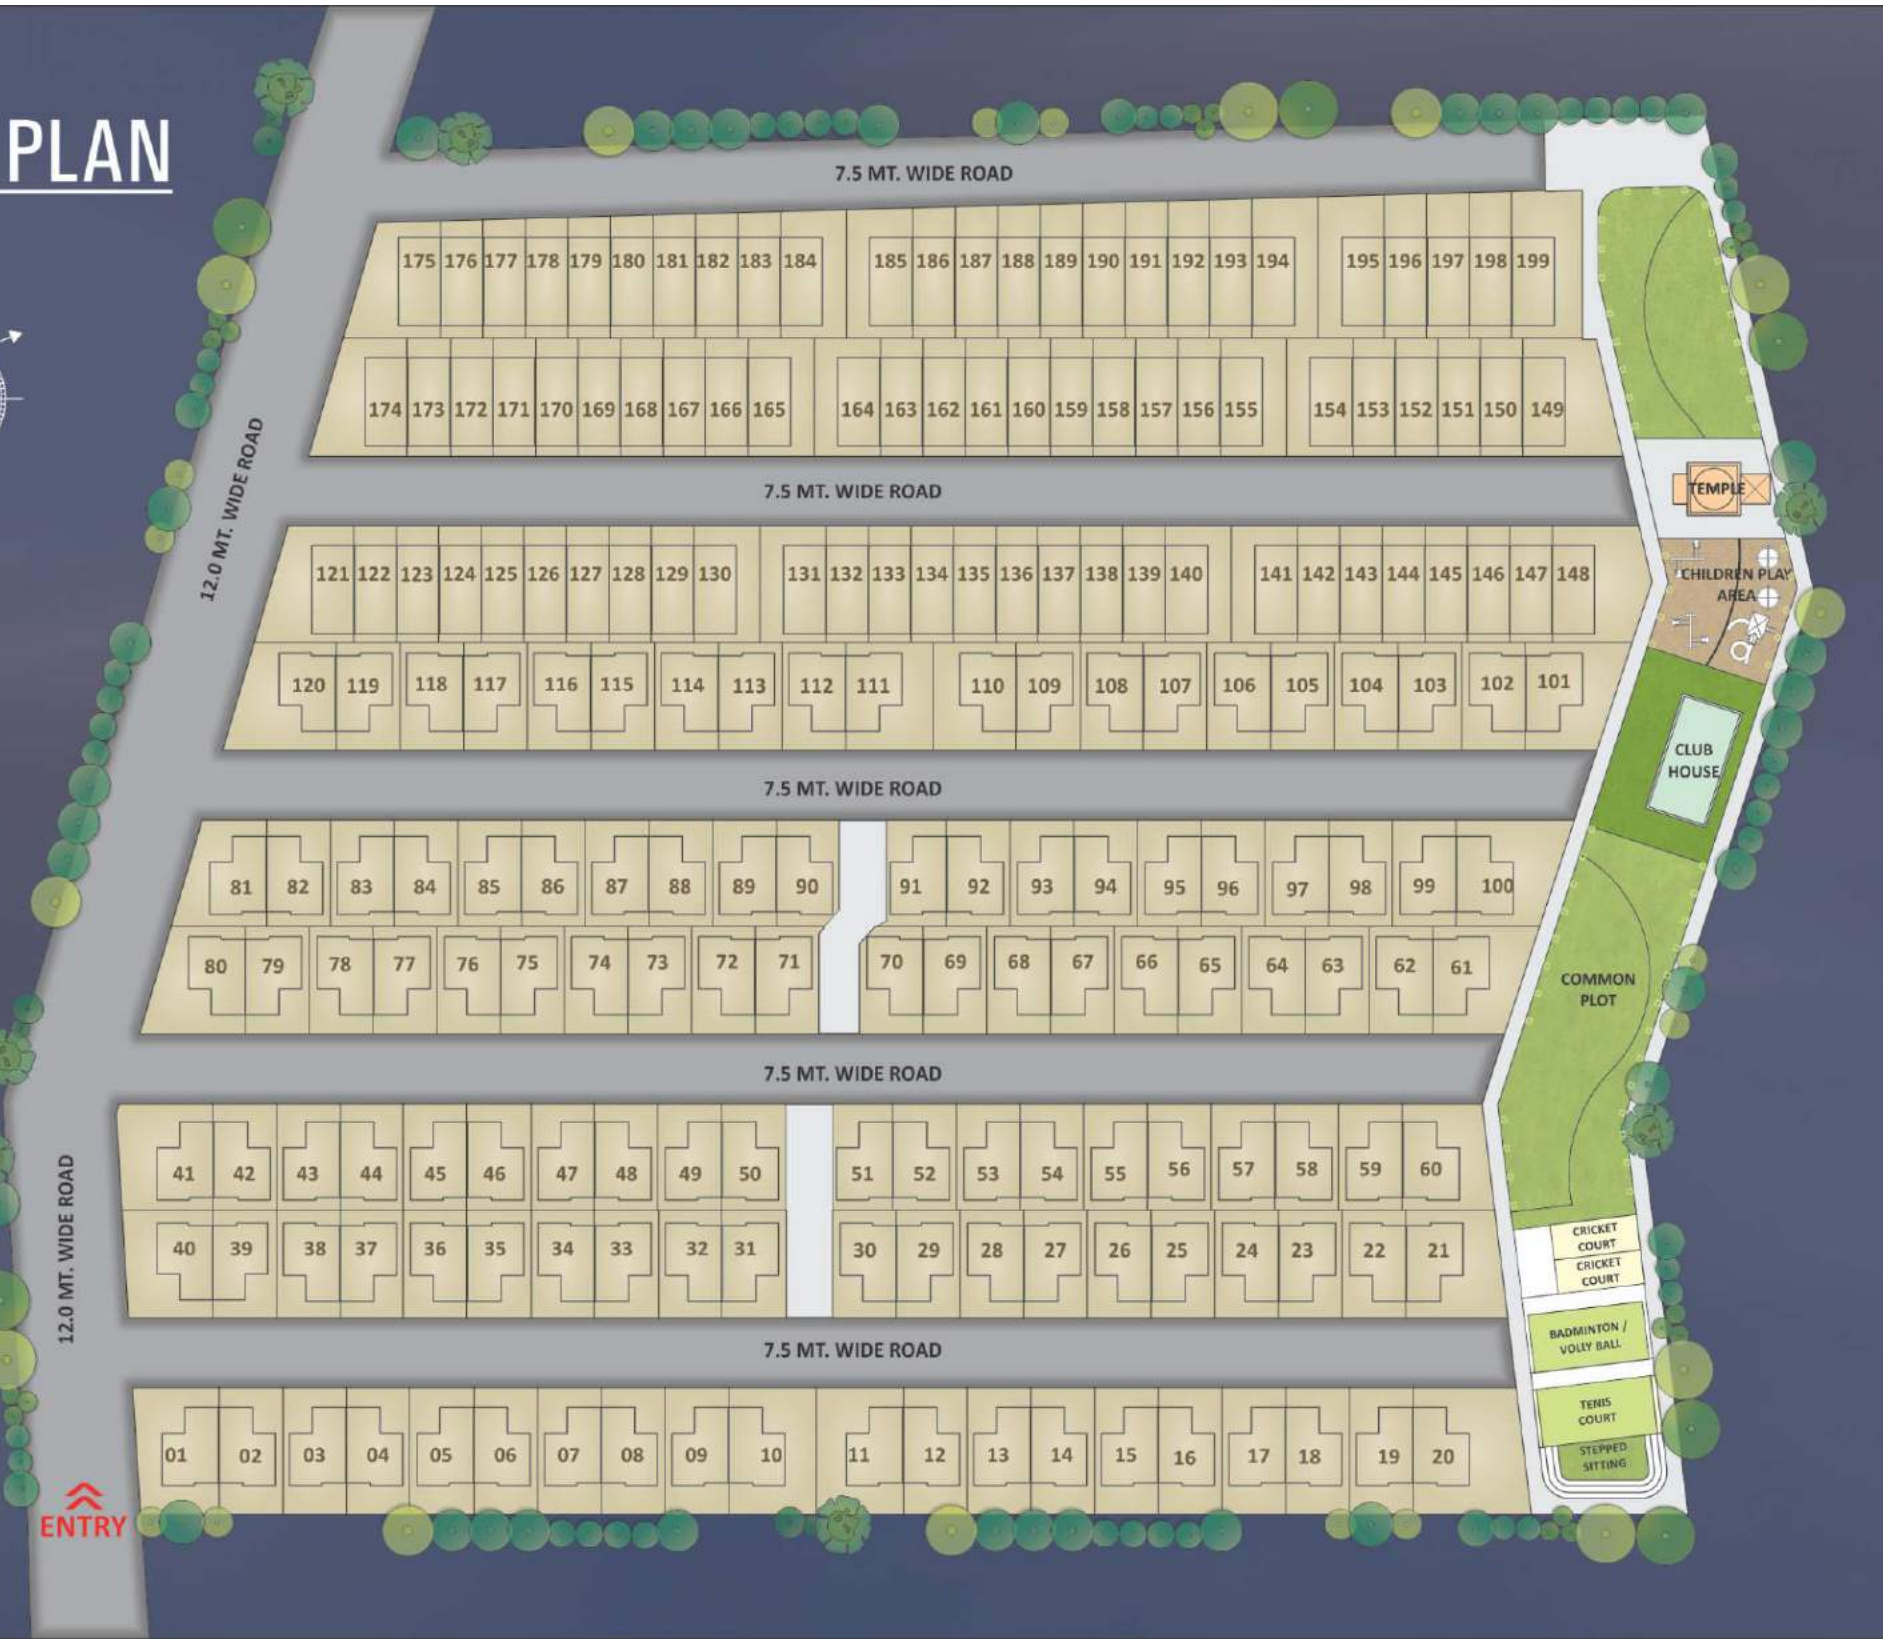 PLAN
7.5 MT. WIDE ROAD
175 176 177 178 179 180 181 182 183 184 185 186 187 188 189 190 191 192 193 194 195 196 197 198 199
174 173 172 171 170 169 168 167 166 165 164 163 162 161 160 159 158 157 156 155 154 153 152 151 150 149
12.0 MT. WIDE ROAD
7.5 MT. WIDE ROAD
TEMPLE
121 122 123 124 125 126 127 128 129 130 131 132 133 134 135 136 137 138 139 140 141 142 143 144 145 146 147 148
CHILDREN PLAY
AREA
120 119 118 117 116 115 114 113 112 111 110 109 108 107 106 105 104 103 102 101
CLUB
HOUSE
7.5 MT. WIDE ROAD
81 82 83 84 85 86 87 88 89 90 91 92 93 94 95 96 97 98 99 100
80 79 78 77 76 75 74 73 72 71 70 69 68 67 66 65 64 63 62 61
COMMON
PLOT
7.5 MT. WIDE ROAD
41 42 43 44 45 46 47 48 49 50 51 52 53 54 55 56 57 58 59 60
12.0 MT. WIDE ROAD
40 39 38 37 36 35 34 33 32 31 30 29 28 27 26 25 24 23 22 21
CRICKET
COURT
CRICKET
COURT
BADMINTON /
VOLLY BALL
7.5 MT. WIDE ROAD
TENIS
COURT
STEPPED
SITTING
01 02 03 04 05 06 07 08 09 10 11 12 13 14 15 16 17 18 19 20
ENTRY